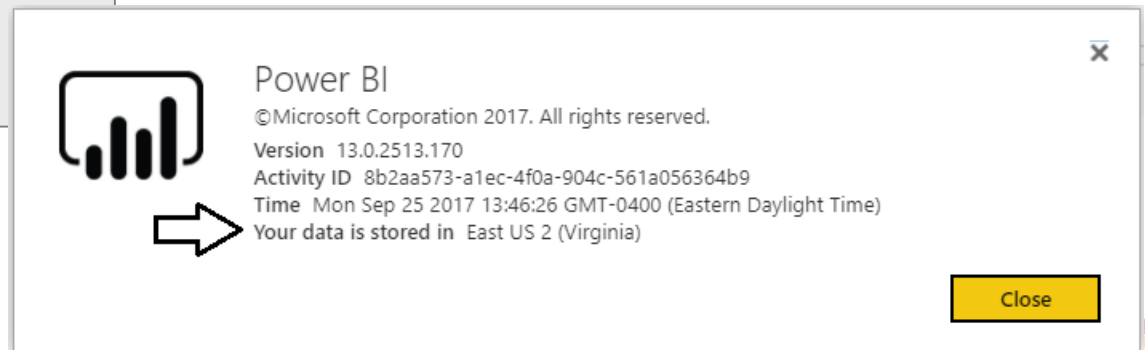 Power BI
©Microsoft Corporation 2017. All rights reserved.
Version 13.0.2513.170
Activity ID 8b2aa573-a1ec-4f0a-904c-561a056364b9
Time Mon Sep 25 2017 13:46:26 GMT-0400 (Eastern Daylight Time)
Your data is stored in East US 2 (Virginia)
Close